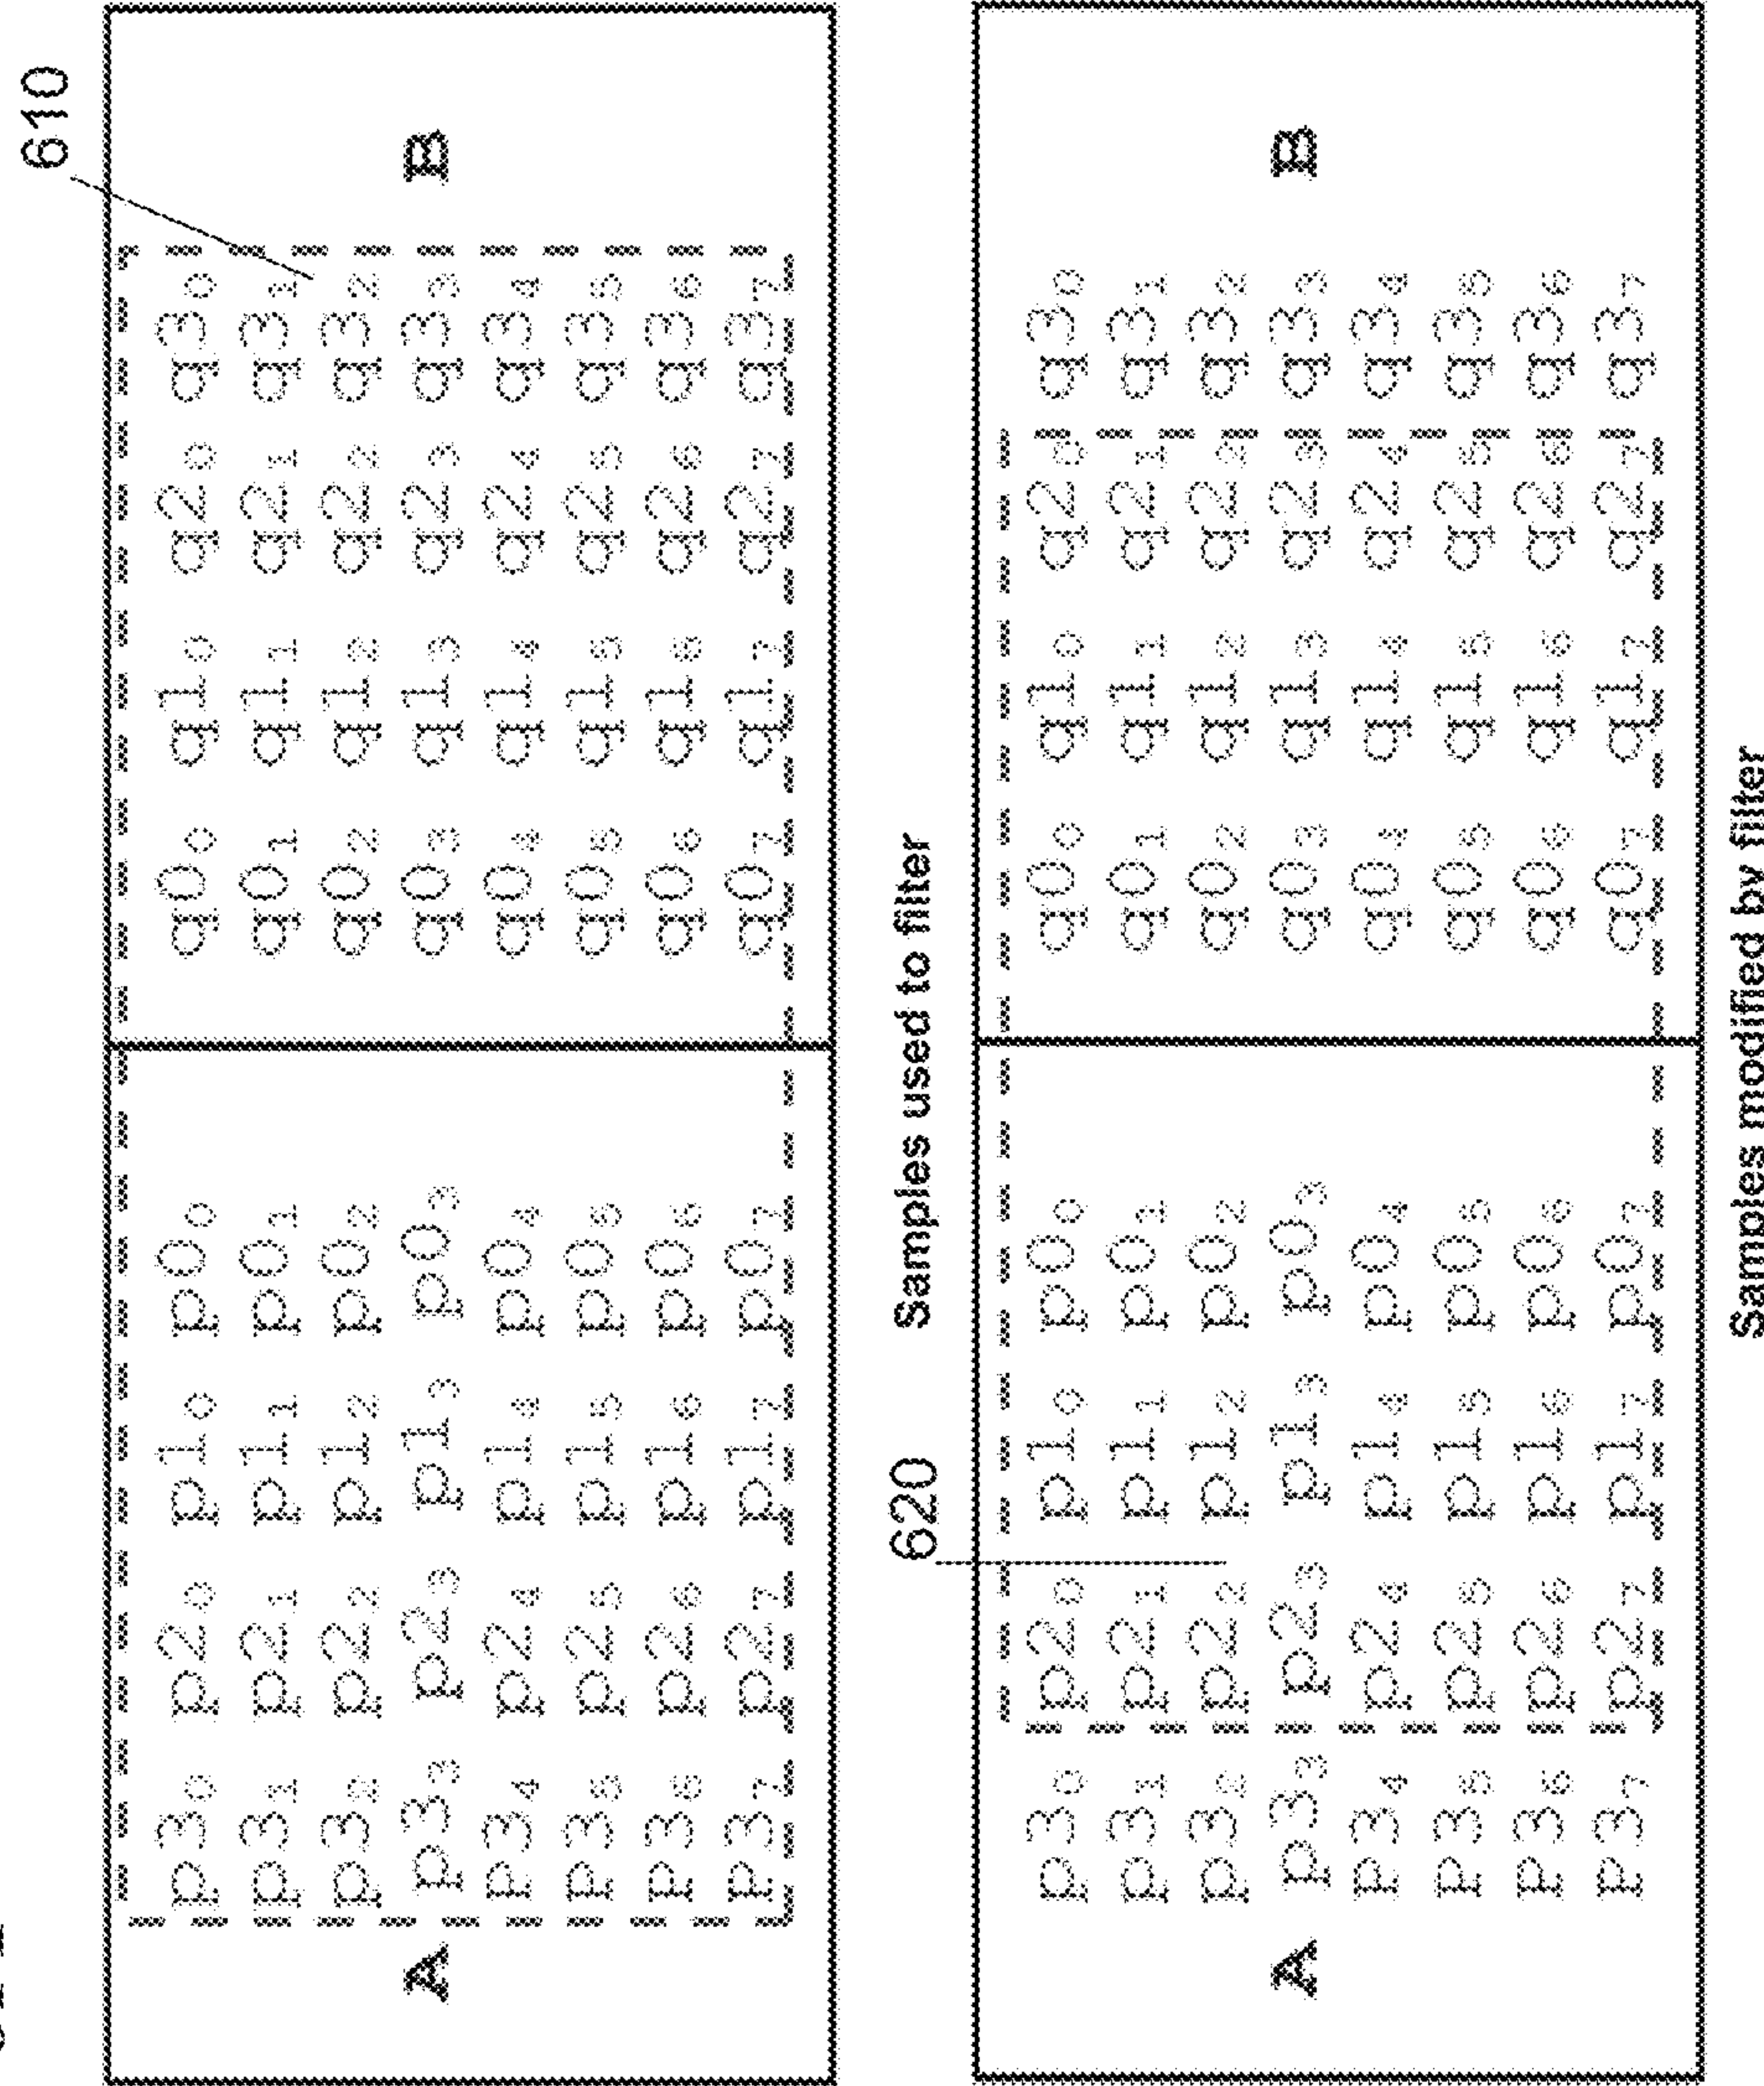 610
p3₀ p2₀ p1₀ p0₀ q0₀ q1₀ q2₀ q3₀
p3₁ p2₁ p1₁ p0₁ q0₁ q1₁ q2₁ q3₁
p3₂ p2₂ p1₂ p0₂ q0₂ q1₂ q2₂ q3₂
A p3₃ p2₃ p1₃ p0₃ q0₃ q1₃ q2₃ q3₃ B
P3₄ p2₄ p1₄ p0₄ q0₄ q1₄ q2₄ q3₄
P3₅ p2₅ p1₅ p0₅ q0₅ q1₅ q2₅ q3₅
P3₆ p2₆ p1₆ p0₆ q0₆ q1₆ q2₆ q3₆
P3₇ p2₇ p1₇ p0₇ q0₇ q1₇ q2₇ q3₇
Samples used to filter
620
p3₀ p2₀ p1₀ p0₀ q0₀ q1₀ q2₀ q3₀
p3₁ p2₁ p1₁ p0₁ q0₁ q1₁ q2₁ q3₁
p3₂ p2₂ p1₂ p0₂ q0₂ q1₂ q2₂ q3₂
A p3₃ p2₃ p1₃ p0₃ q0₃ q1₃ q2₃ q3₃ B
P3₄ p2₄ p1₄ p0₄ q0₄ q1₄ q2₄ q3₄
P3₅ p2₅ p1₅ p0₅ q0₅ q1₅ q2₅ q3₅
P3₆ p2₆ p1₆ p0₆ q0₆ q1₆ q2₆ q3₆
P3₇ p2₇ p1₇ p0₇ q0₇ q1₇ q2₇ q3₇
Samples modified by filter